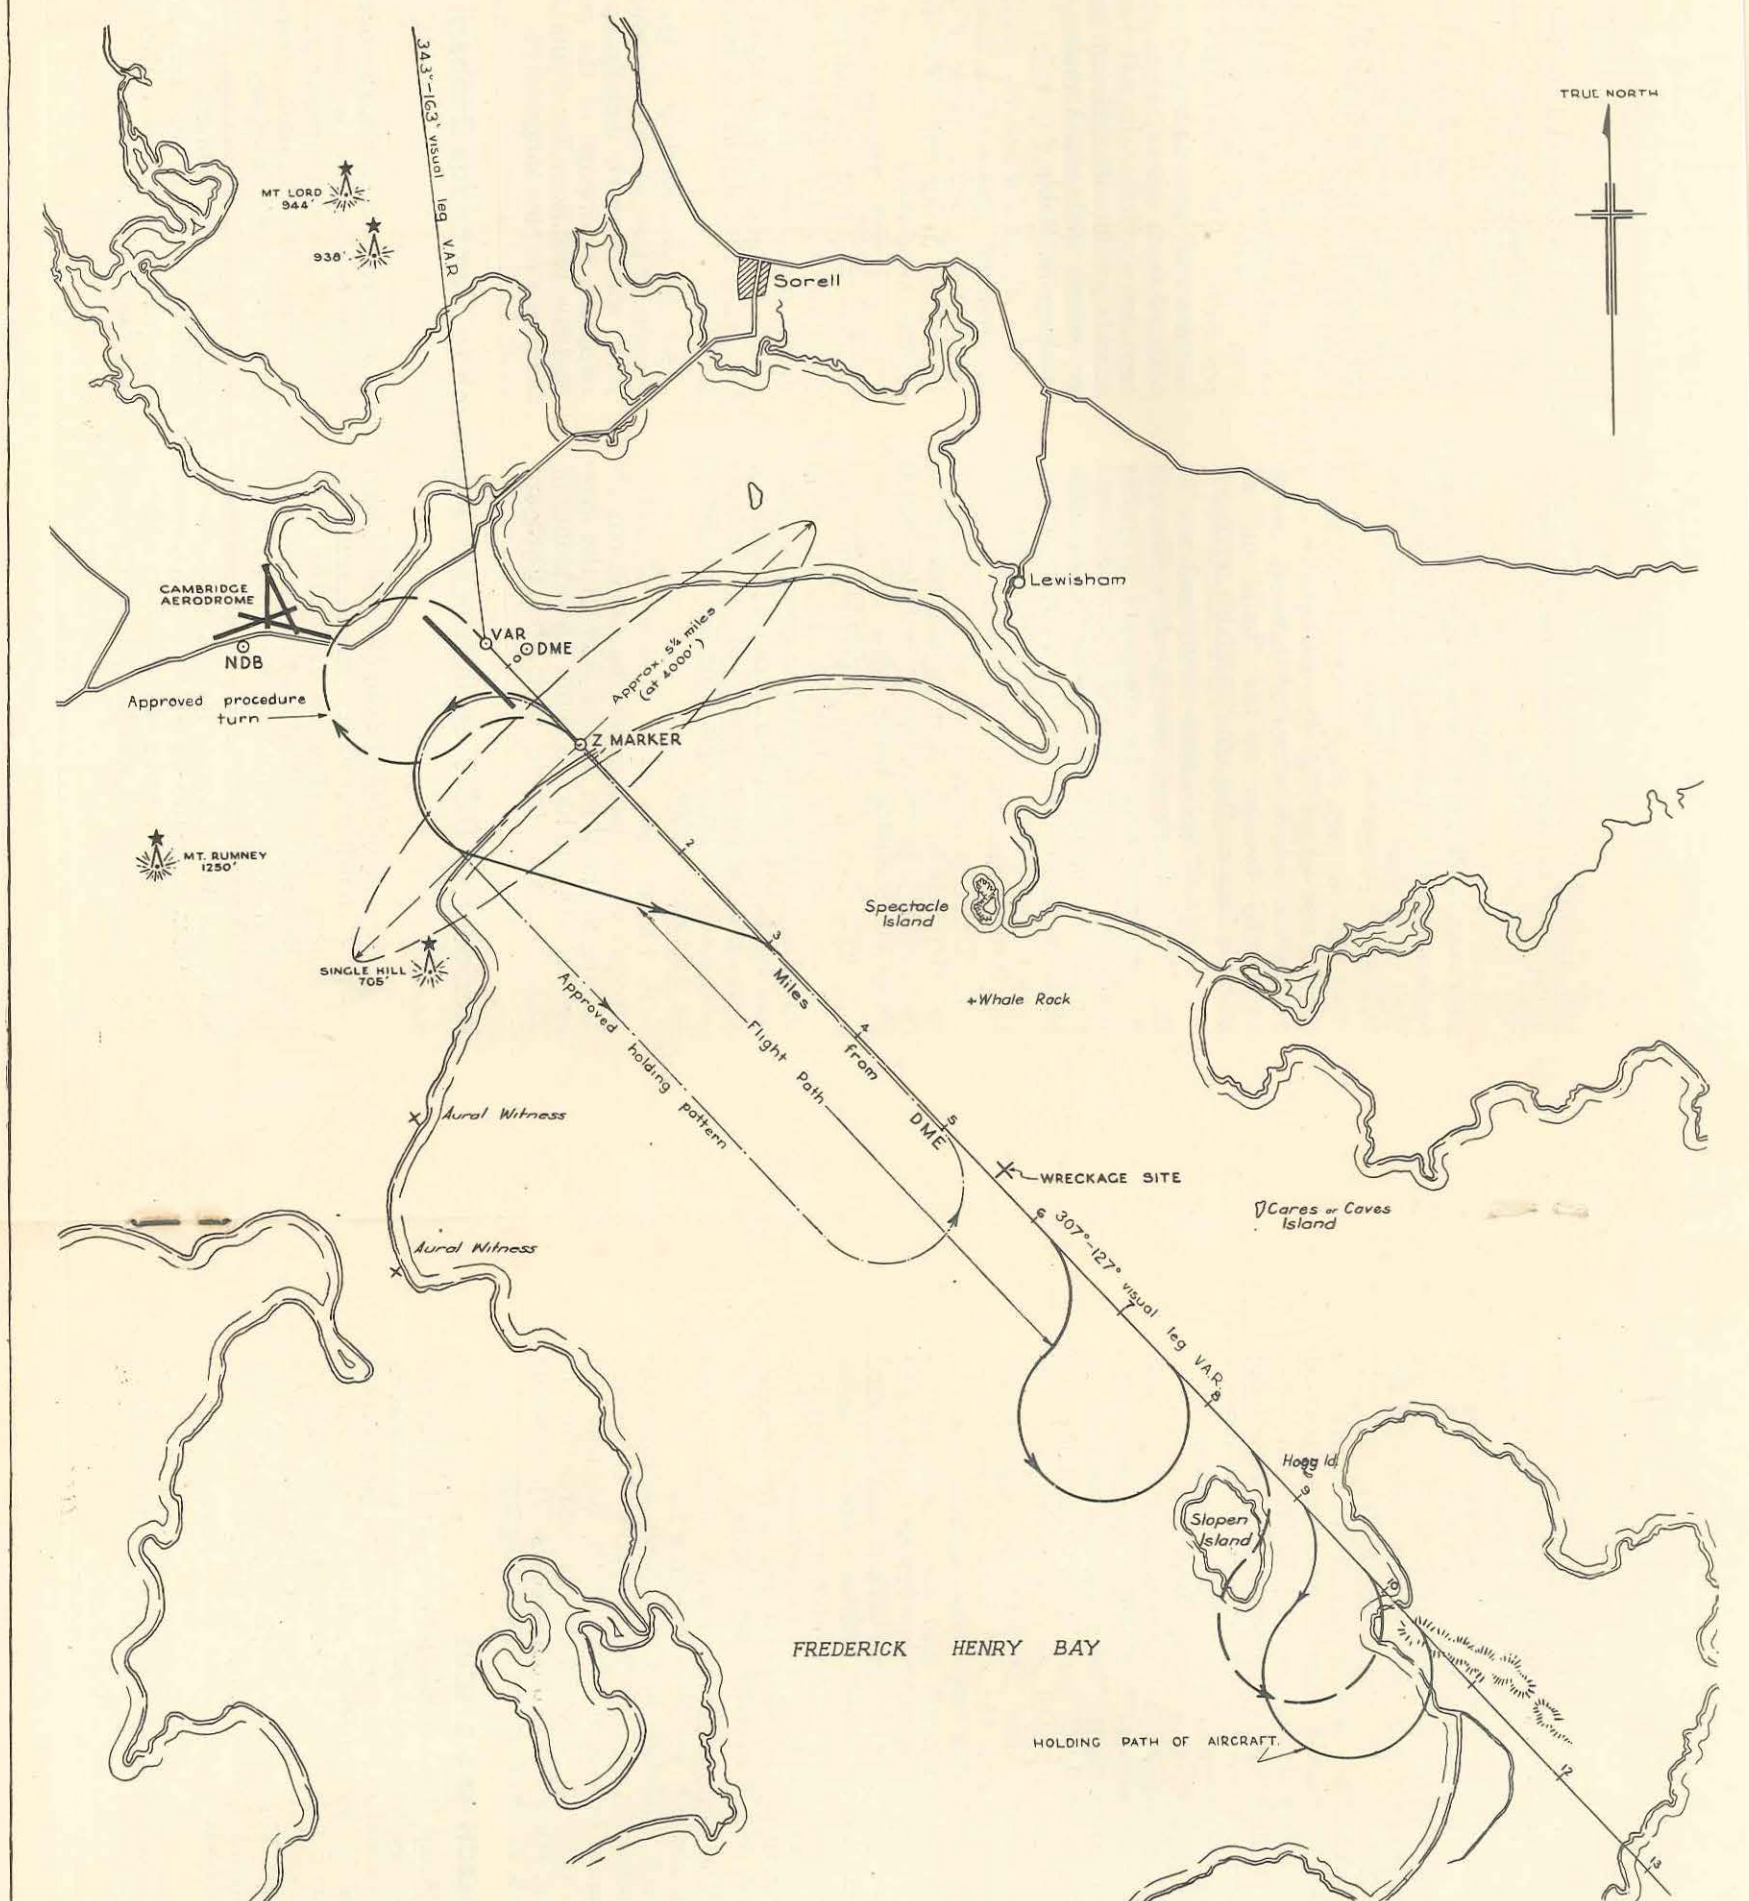 TRUE NORTH
343°-163° visual leg V.A.R
MT LORD
944'
938'.
Sorell
CAMBRIDGE
AERODROME
NDB
VAR
DME
Lewisham
Approx. 5¼ miles
(at 4000')
Approved procedure
turn
Z MARKER
MT. RUMNEY
1250'
2
Spectacle
Island
3
SINGLE HILL
705'
Miles from DME
Whale Rock
4
Approved holding pattern
Flight Path
5
Aural Witness
WRECKAGE SITE
6
307°-127° visual leg V.A.R.
Cares or Caves
Island
Aural Witness
7
8
Hogg Id.
9
Slopen
Island
10
FREDERICK HENRY BAY
HOLDING PATH OF AIRCRAFT.
12
13